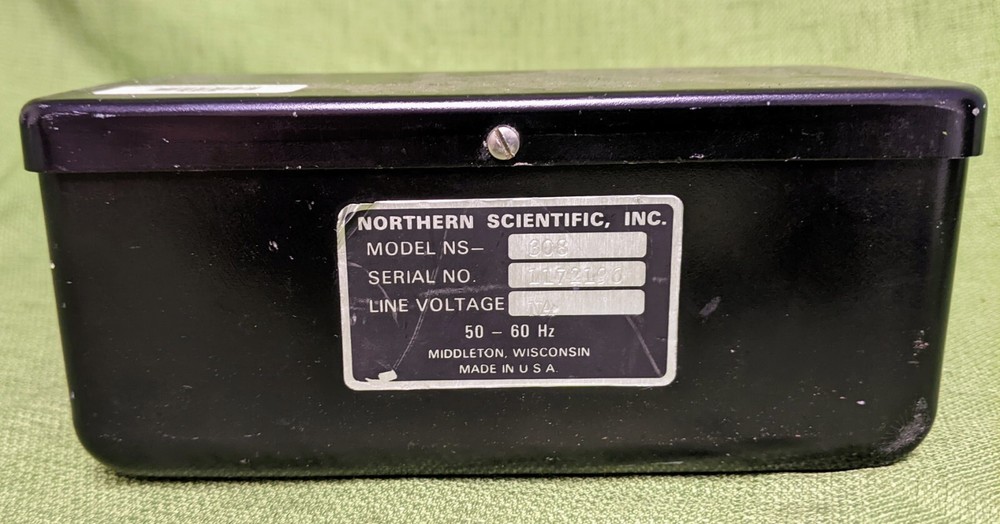 NORTHERN SCIENTIFIC, INC.
MODEL NS-
SERIAL NO.
LINE VOLTAGE
50 - 60 Hz
MIDDLETON, WISCONSIN
MADE IN U S A.